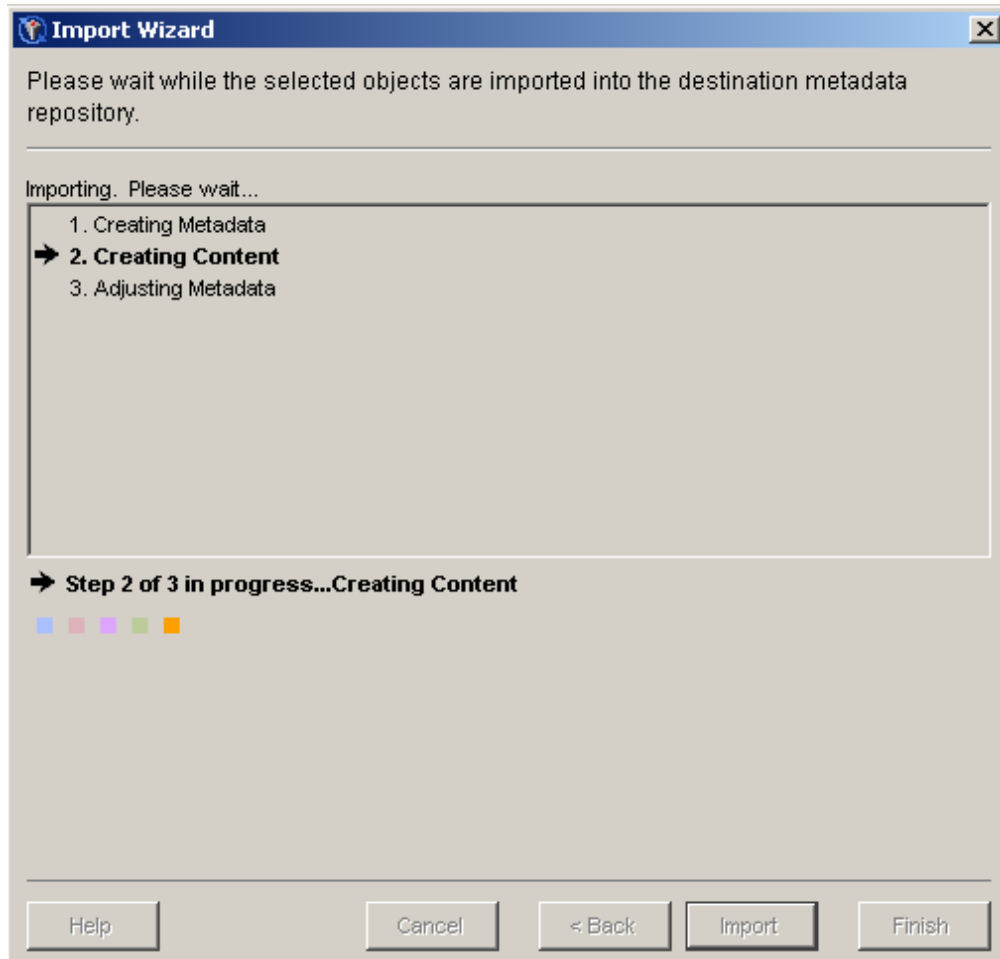 Import Wizard
Please wait while the selected objects are imported into the destination metadata
repository.
Importing. Please wait...
1. Creating Metadata
2. Creating Content
3. Adjusting Metadata
Step 2 of 3 in progress...Creating Content
Help Cancel < Back Import Finish